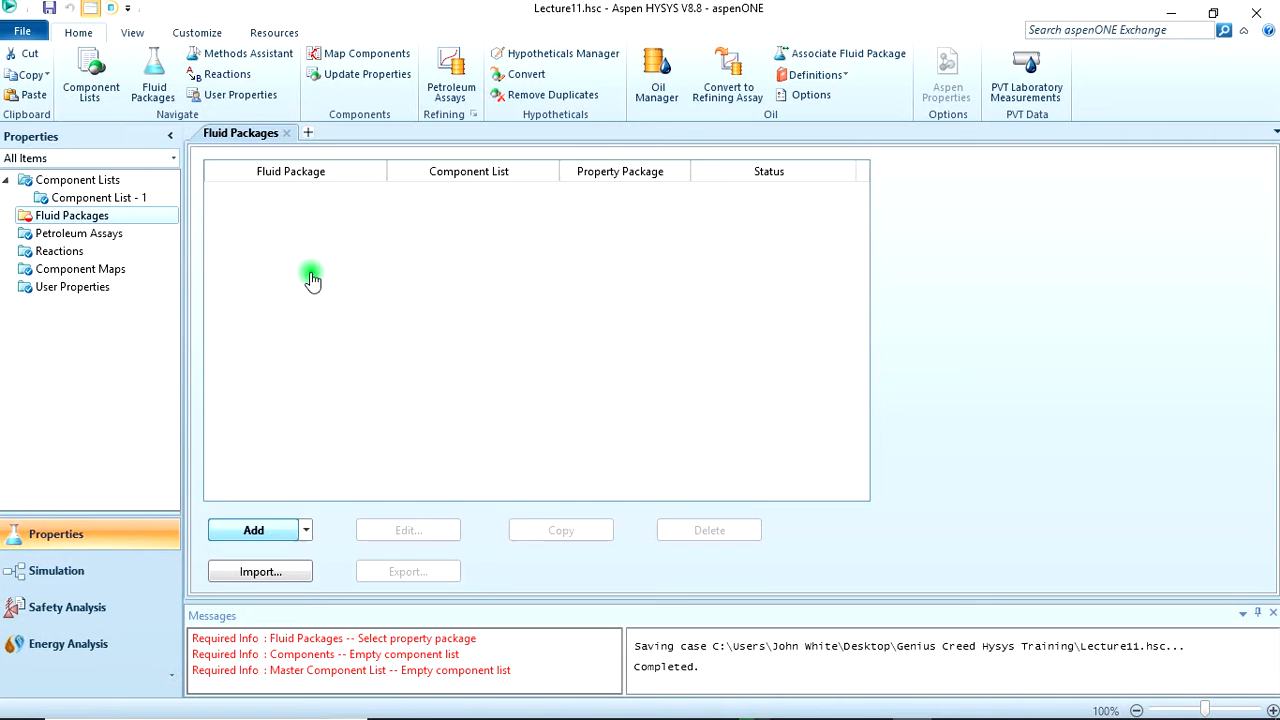 Lecture11.hsc - Aspen HYSYS V8.8 - aspenONE
File Home View Customize Resources Search aspenONE Exchange
Cut
Copy
Paste
Clipboard
Component Lists
Fluid Packages
Methods Assistant
Reactions
User Properties
Navigate
Map Components
Update Properties
Components
Petroleum Assays
Refining
Hypotheticals Manager
Convert
Remove Duplicates
Hypotheticals
Oil Manager
Convert to Refining Assay
Associate Fluid Package
Definitions
Options
Oil
Aspen Properties
Options
PVT Laboratory Measurements
PVT Data
Properties
All Items
Component Lists
Component List - 1
Fluid Packages
Petroleum Assays
Reactions
Component Maps
User Properties
Properties
Simulation
Safety Analysis
Energy Analysis
Fluid Packages
Fluid Package Component List Property Package Status
Add Edit... Copy Delete
Import... Export...
Messages
Required Info : Fluid Packages -- Select property package
Required Info : Components -- Empty component list
Required Info : Master Component List -- Empty component list
Saving case C:\Users\John White\Desktop\Genius Creed Hysys Training\Lecture11.hsc...
Completed.
100%